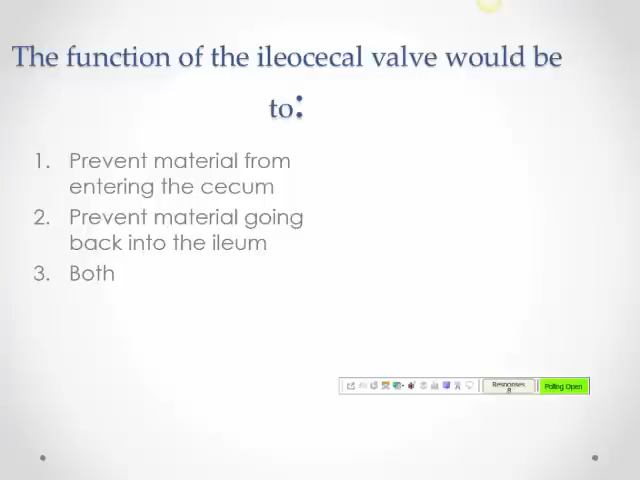 The function of the ileocecal valve would be
to:
1. Prevent material from
entering the cecum
2. Prevent material going
back into the ileum
3. Both
Responses
8
Polling Open